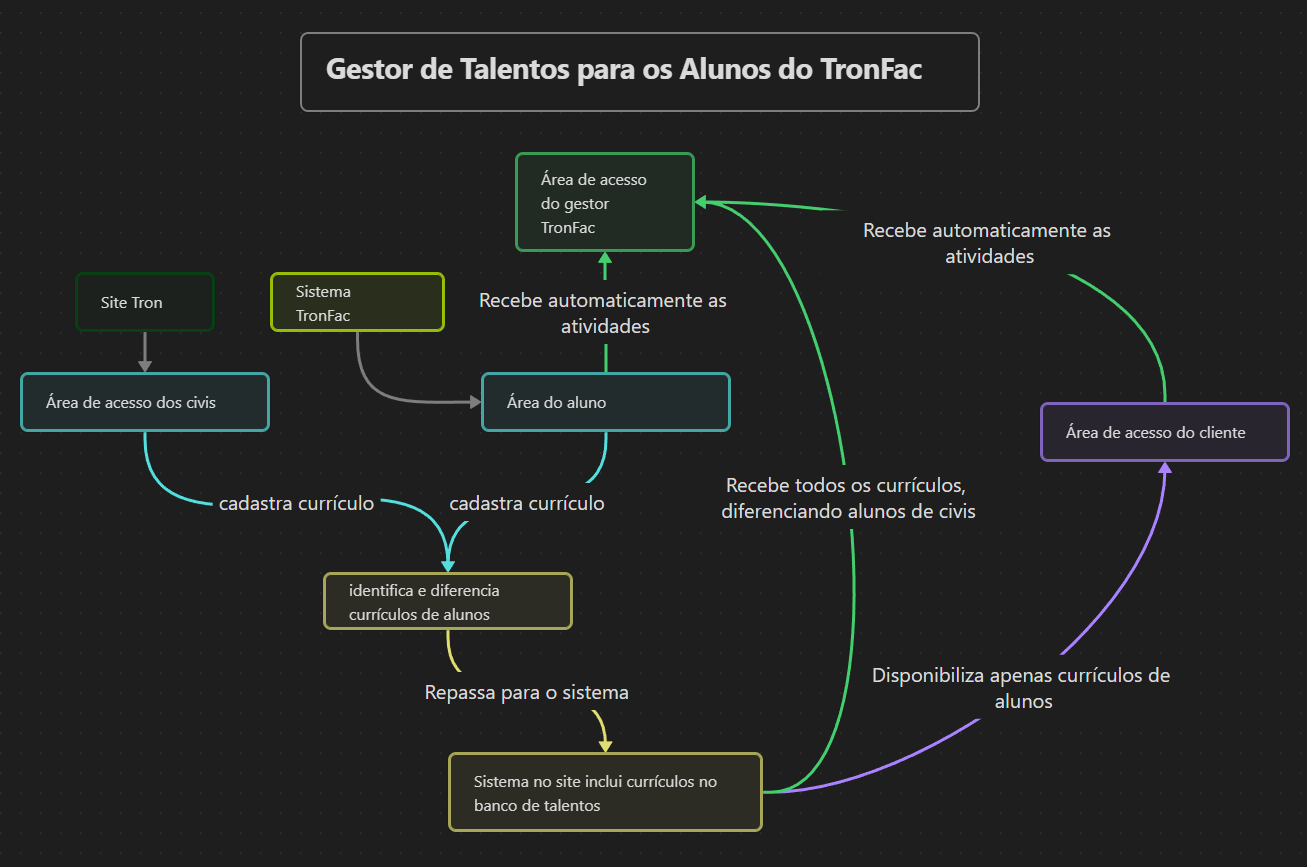 Gestor de Talentos para os Alunos do TronFac
Área de acesso
do gestor
TronFac
Recebe automaticamente as
atividades
Site Tron
Sistema
TronFac
Recebe automaticamente as
atividades
Área de acesso dos civis
Área do aluno
Área de acesso do cliente
cadastra currículo
cadastra currículo
Recebe todos os currículos,
diferenciando alunos de civis
identifica e diferencia
currículos de alunos
Repassa para o sistema
Disponibiliza apenas currículos de
alunos
Sistema no site inclui currículos no
banco de talentos